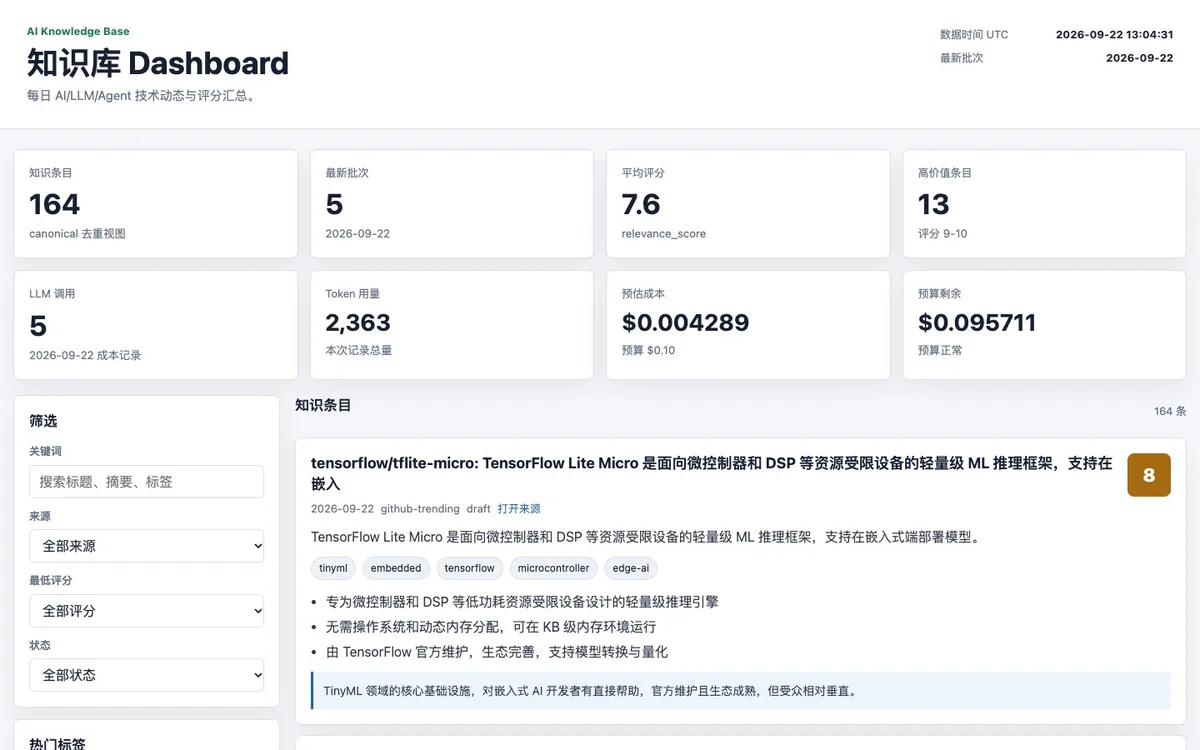 AI Knowledge Base
知识库 Dashboard
每日 AI/LLM/Agent 技术动态与评分汇总。
数据时间 UTC 2026-09-22 13:04:31
最新批次 2026-09-22
知识条目
164
canonical 去重视图
最新批次
5
2026-09-22
平均评分
7.6
relevance_score
高价值条目
13
评分 9-10
LLM 调用
5
2026-09-22 成本记录
Token 用量
2,363
本次记录总量
预估成本
$0.004289
预算 $0.10
预算剩余
$0.095711
预算正常
筛选
关键词
搜索标题、摘要、标签
来源
全部来源
最低评分
全部评分
状态
全部状态
热门标签
知识条目
164 条
tensorflow/tflite-micro: TensorFlow Lite Micro 是面向微控制器和 DSP 等资源受限设备的轻量级 ML 推理框架，支持在
嵌入
8
2026-09-22 github-trending draft 打开来源
TensorFlow Lite Micro 是面向微控制器和 DSP 等资源受限设备的轻量级 ML 推理框架，支持在嵌入式端部署模型。
tinyml embedded tensorflow microcontroller edge-ai
• 专为微控制器和 DSP 等低功耗资源受限设备设计的轻量级推理引擎
• 无需操作系统和动态内存分配，可在 KB 级内存环境运行
• 由 TensorFlow 官方维护，生态完善，支持模型转换与量化
TinyML 领域的核心基础设施，对嵌入式 AI 开发者有直接帮助，官方维护且生态成熟，但受众相对垂直。